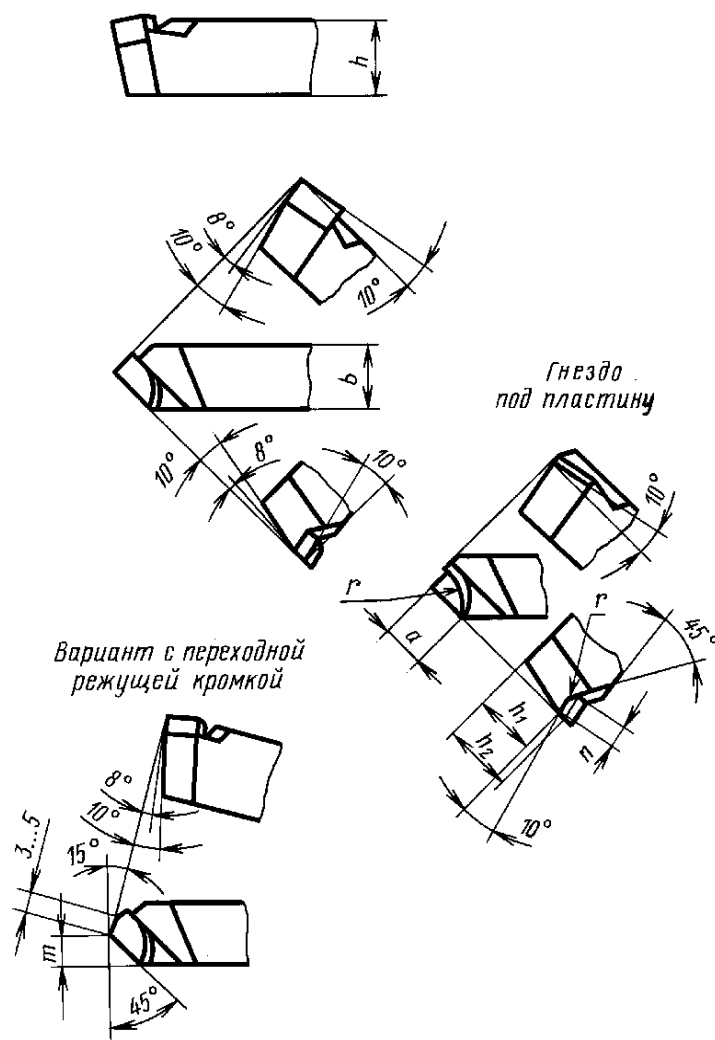 h
8°
10°
10°
b
Гнездо
под пластину
10°
8°
10°
10°
r
r
45°
a
Вариант с переходной
режущей кромкой
h₁
h₂
n
8°
10°
10°
15°
3...5
m
45°